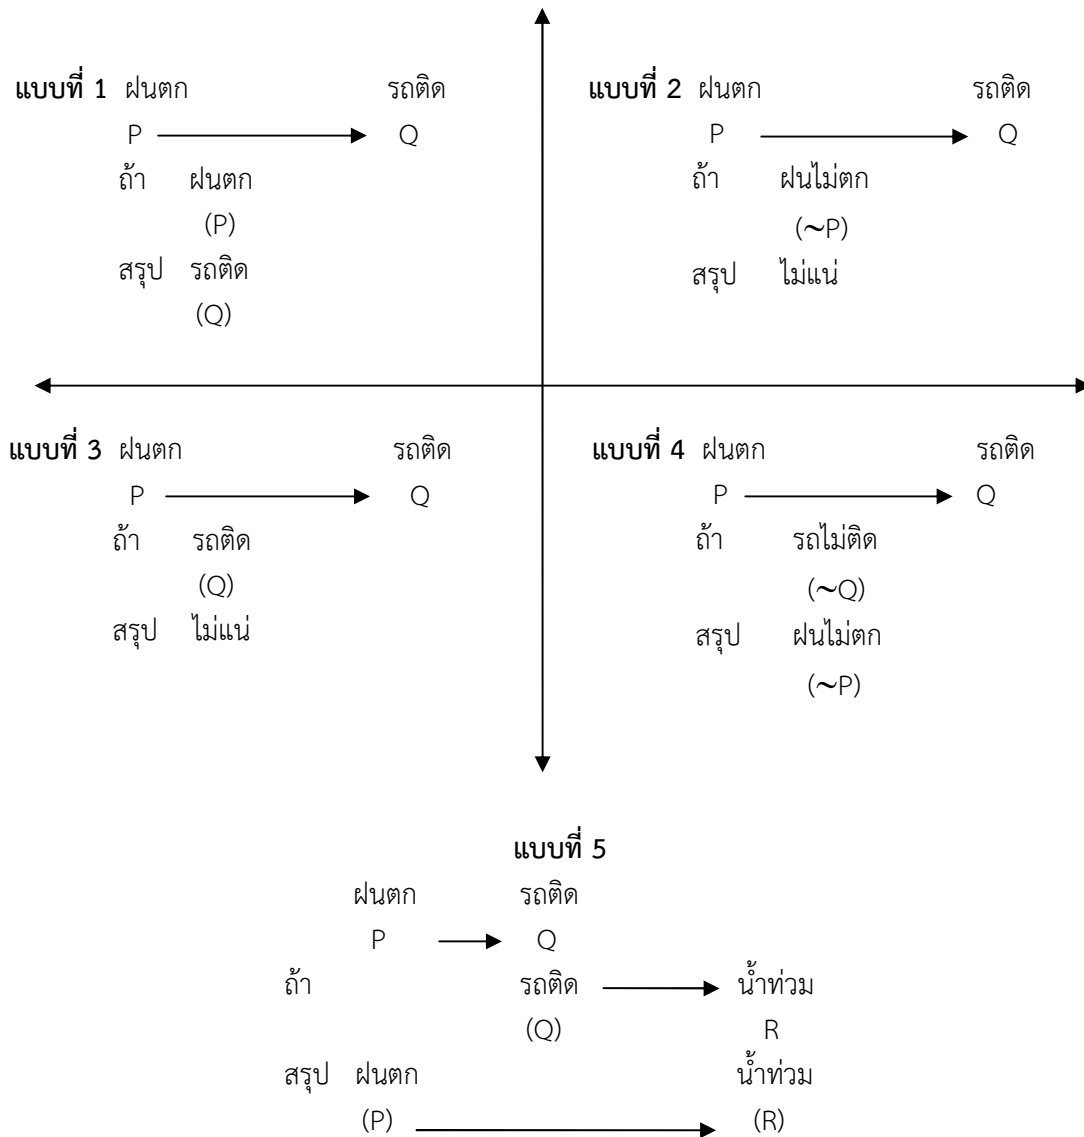 แบบที่ 1 ฝนตก รถติด
P Q
ถ้า ฝนตก
(P)
สรุป รถติด
(Q)
แบบที่ 2 ฝนตก รถติด
P Q
ถ้า ฝนไม่ตก
(~P)
สรุป ไม่แน่
แบบที่ 3 ฝนตก รถติด
P Q
ถ้า รถติด
(Q)
สรุป ไม่แน่
แบบที่ 4 ฝนตก รถติด
P Q
ถ้า รถไม่ติด
(~Q)
สรุป ฝนไม่ตก
(~P)
แบบที่ 5
ฝนตก รถติด
P Q
ถ้า รถติด น้ำท่วม
(Q) R
สรุป ฝนตก น้ำท่วม
(P) (R)